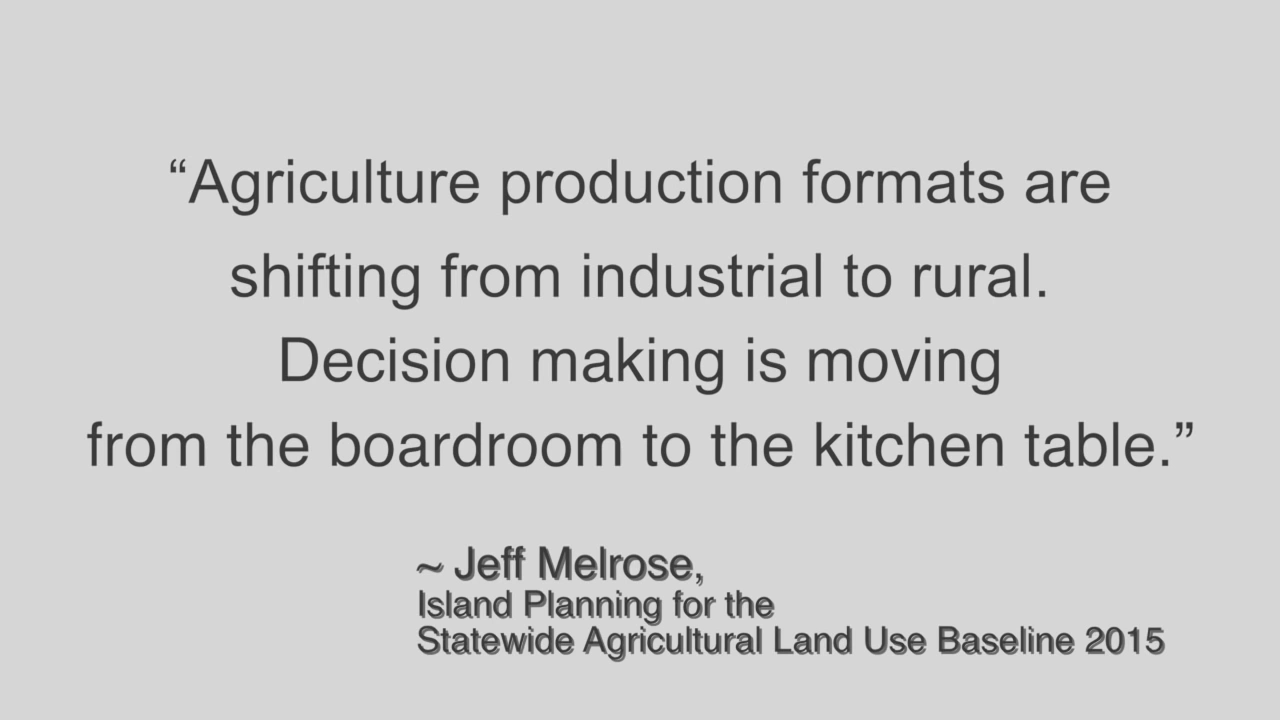 “Agriculture production formats are
shifting from industrial to rural.
Decision making is moving
from the boardroom to the kitchen table.”
~ Jeff Melrose,
Island Planning for the
Statewide Agricultural Land Use Baseline 2015